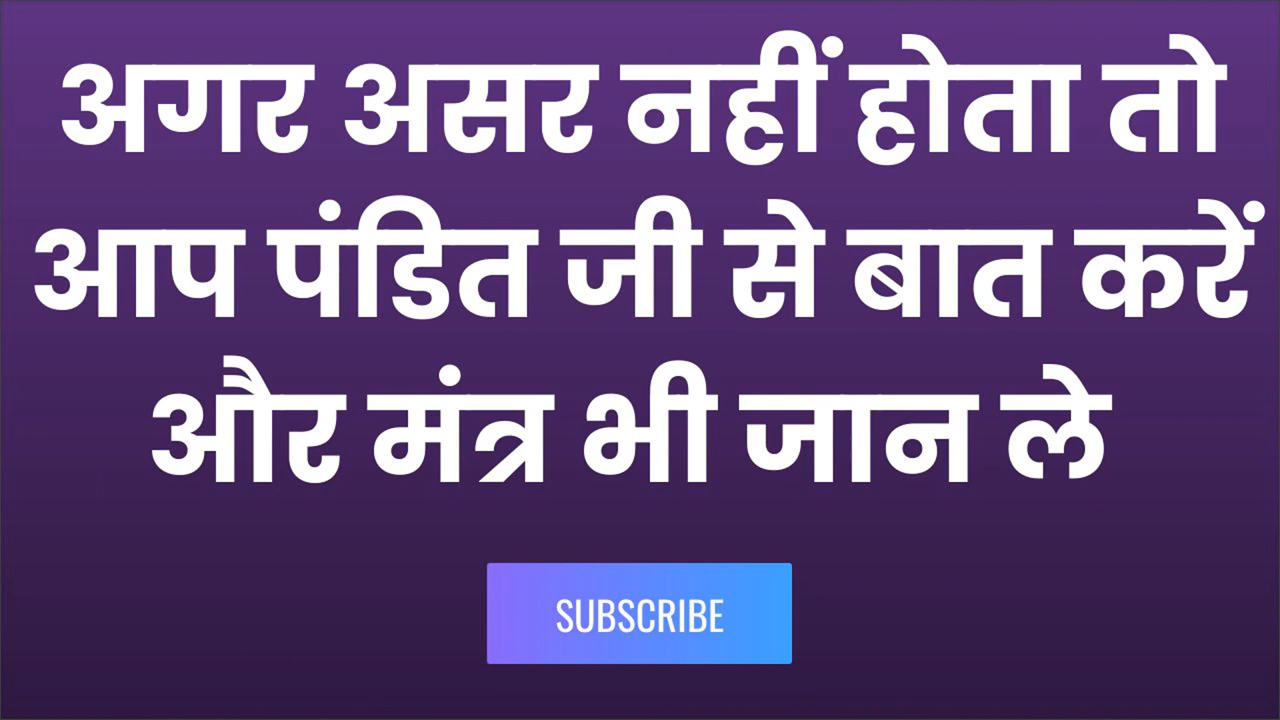 अगर असर नहीं होता तो
आप पंडित जी से बात करें
और मंत्र भी जान ले
SUBSCRIBE